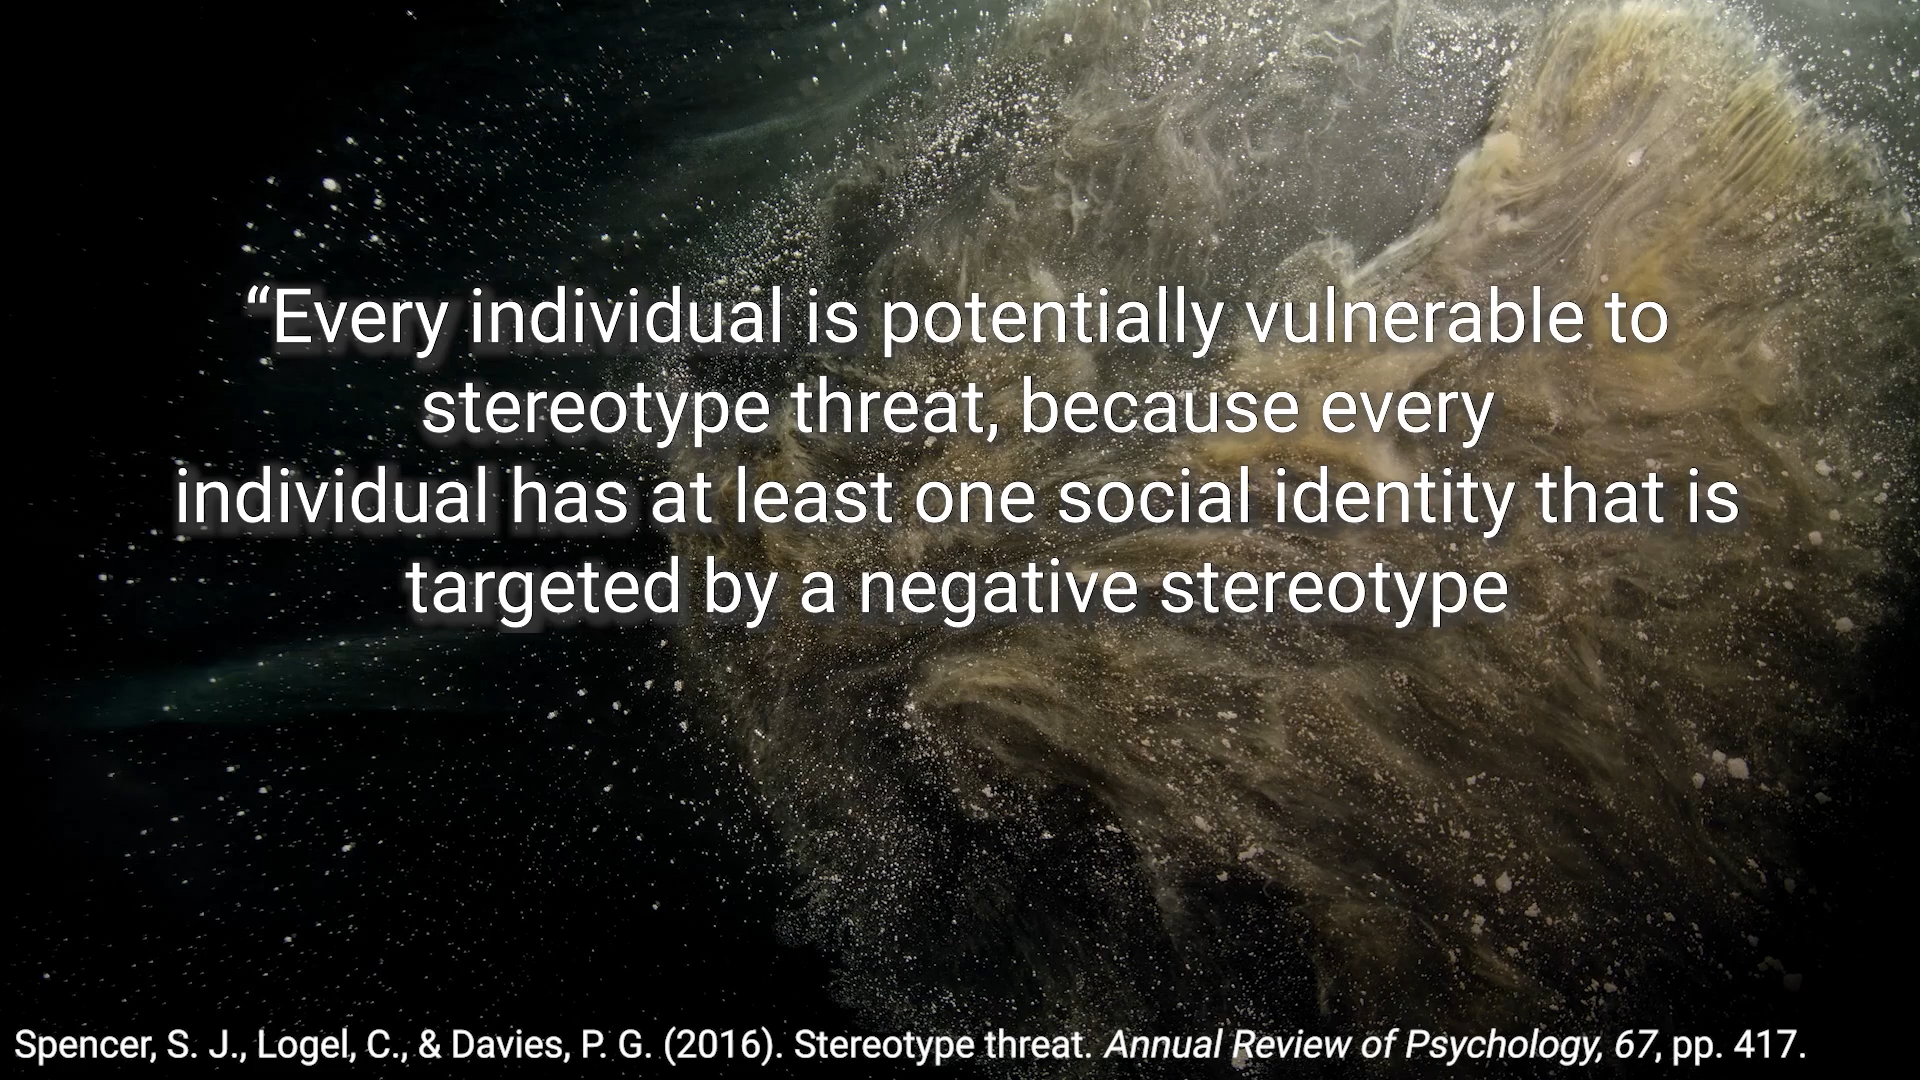 “Every individual is potentially vulnerable to
stereotype threat, because every
individual has at least one social identity that is
targeted by a negative stereotype
Spencer, S. J., Logel, C., & Davies, P. G. (2016). Stereotype threat. Annual Review of Psychology, 67, pp. 417.